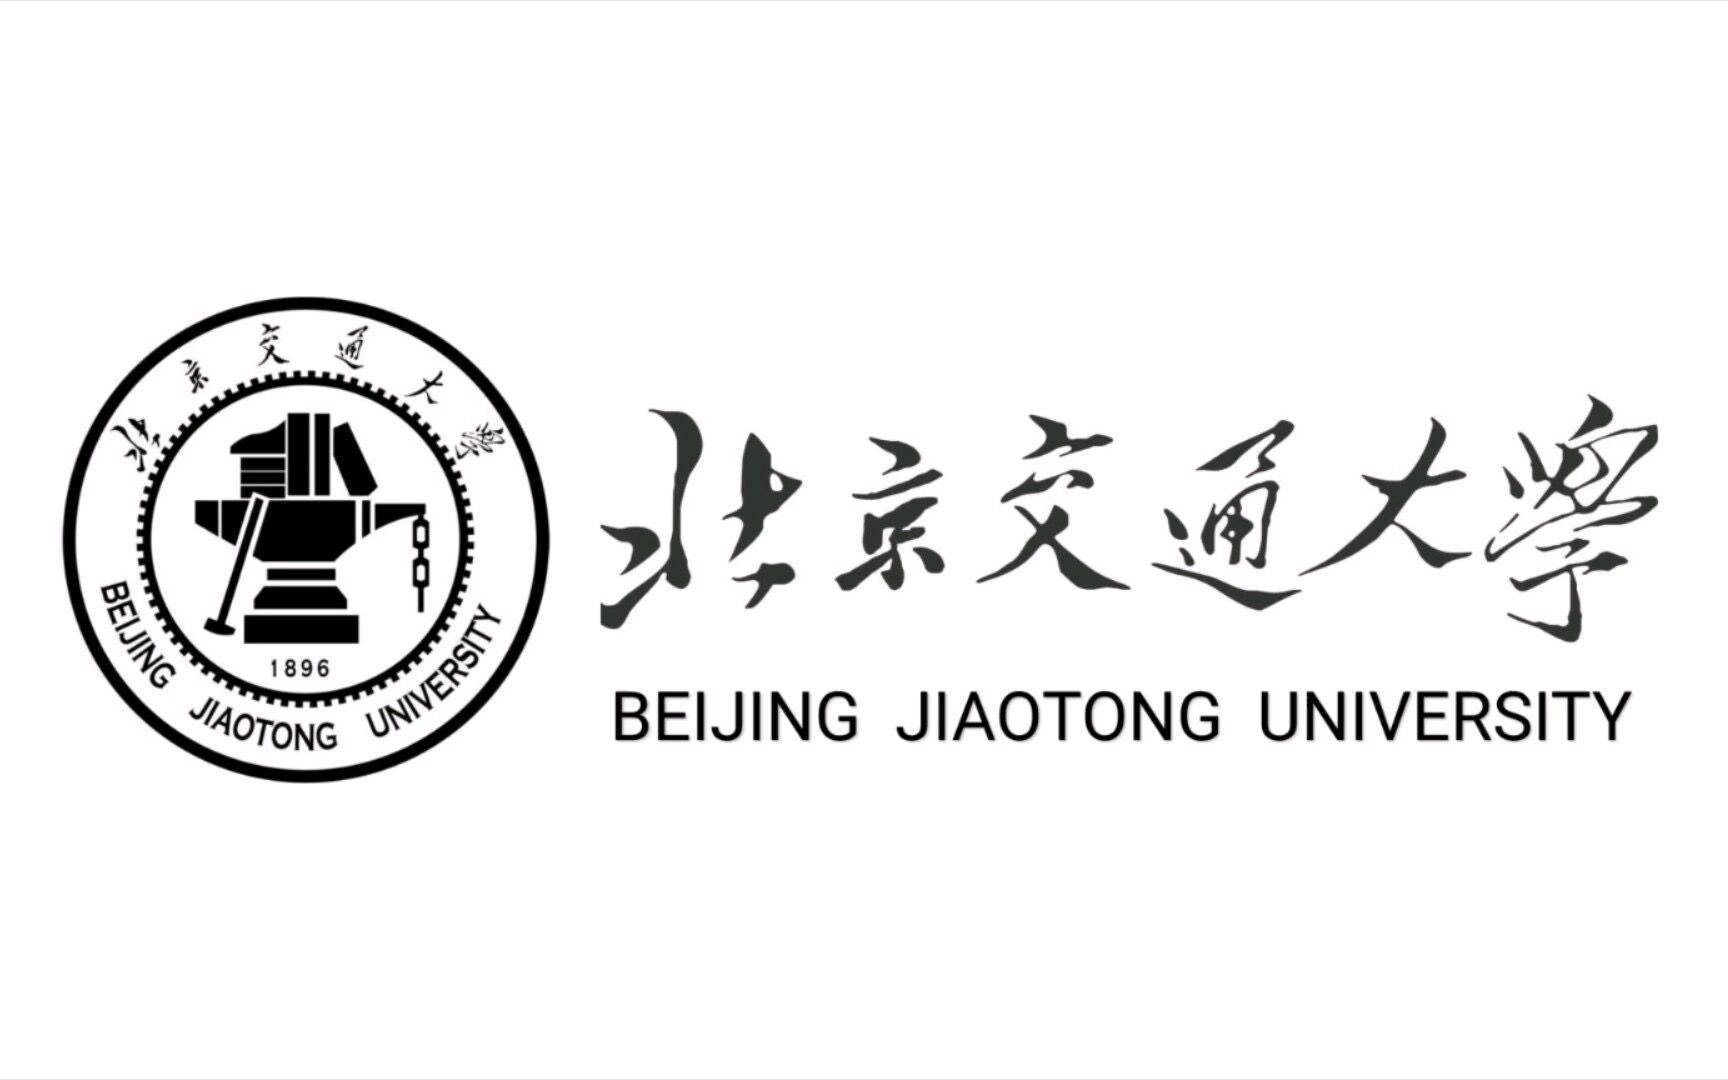 北京交通大學
1896
BEIJING JIAOTONG UNIVERSITY
北京交通大學
BEIJING JIAOTONG UNIVERSITY